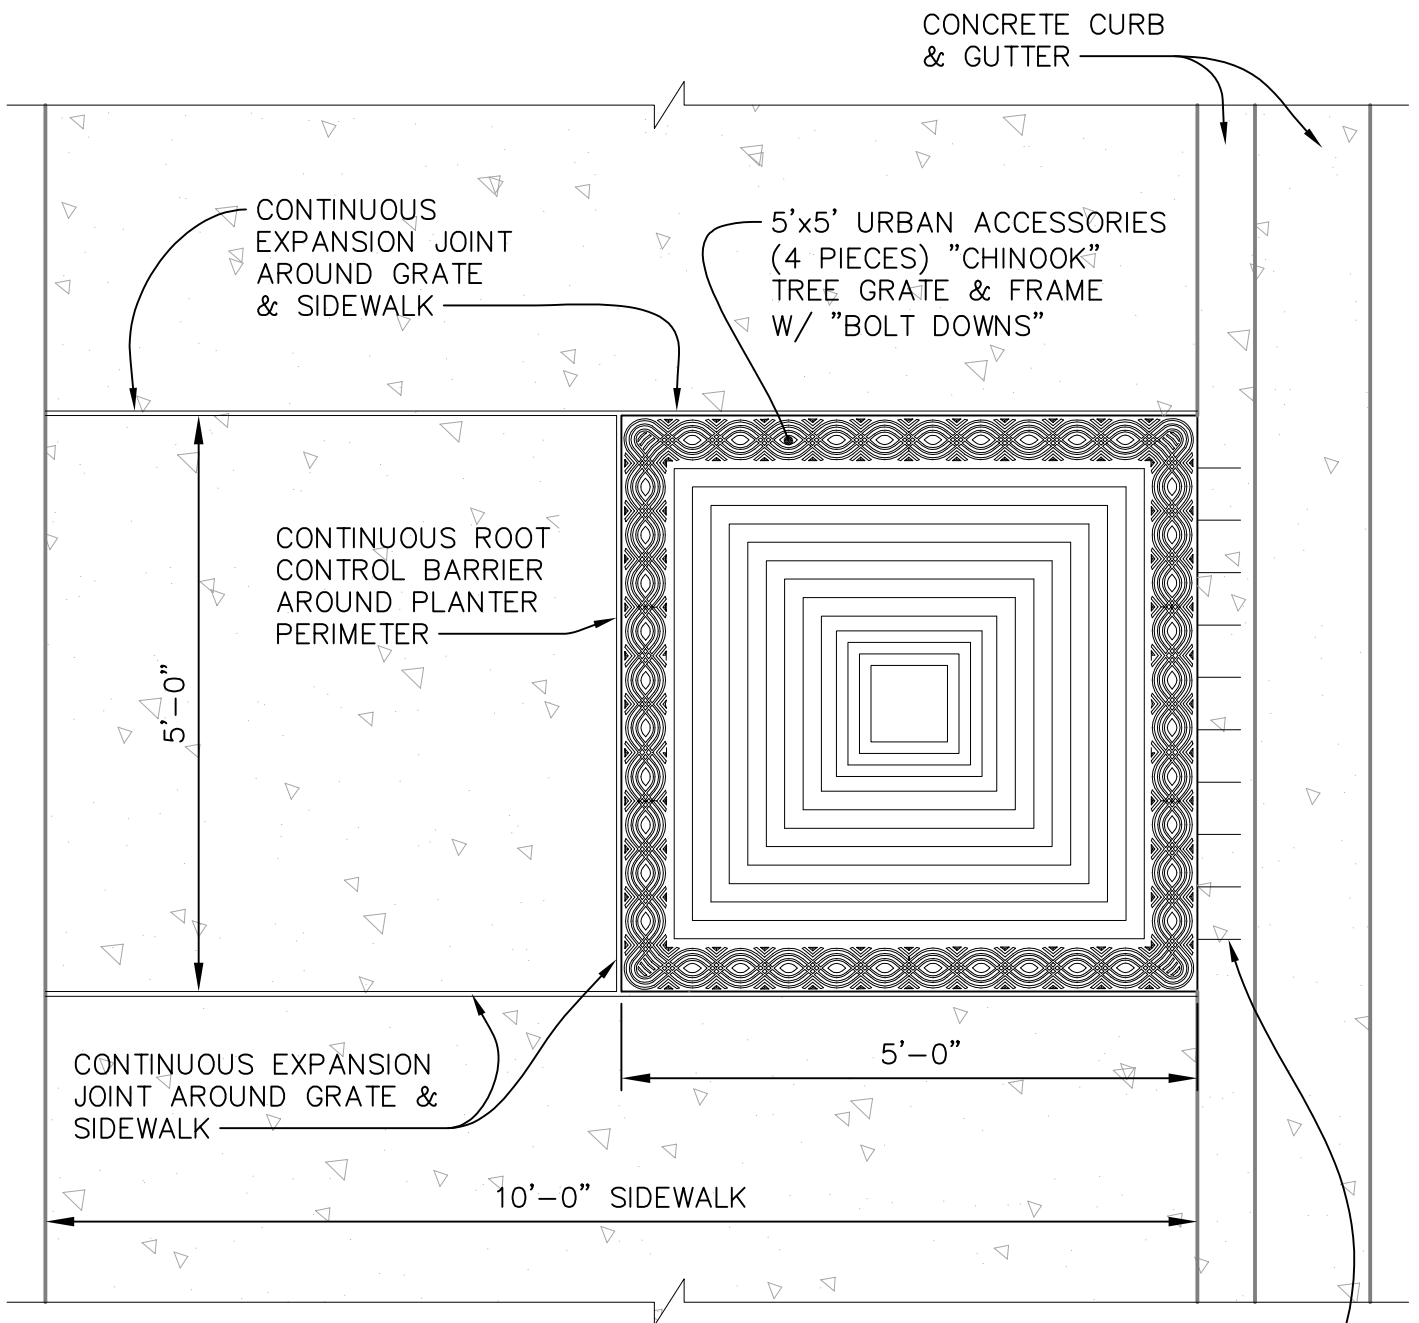 CONCRETE CURB
& GUTTER
CONTINUOUS
EXPANSION JOINT
AROUND GRATE
& SIDEWALK
5'x5' URBAN ACCESSORIES
(4 PIECES) "CHINOOK"
TREE GRATE & FRAME
W/ "BOLT DOWNS"
CONTINUOUS ROOT
CONTROL BARRIER
AROUND PLANTER
PERIMETER
5'-0"
5'-0"
CONTINUOUS EXPANSION
JOINT AROUND GRATE &
SIDEWALK
10'-0" SIDEWALK